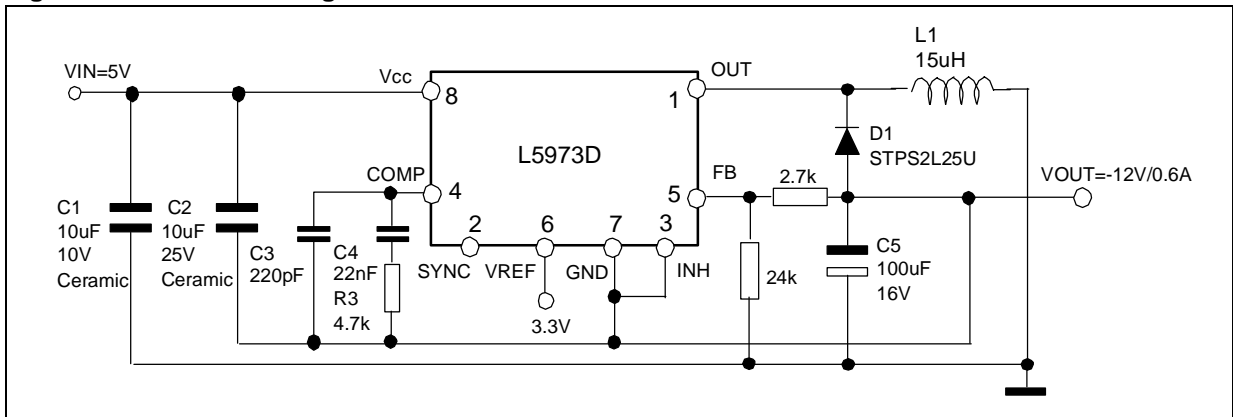 VIN=5V
Vcc
8
OUT
1
L1
15uH
L5973D
D1
STPS2L25U
COMP
4
FB
5
2.7k
VOUT=-12V/0.6A
C1
10uF
10V
Ceramic
C2
10uF
25V
Ceramic
C3
220pF
C4
22nF
R3
4.7k
2
SYNC
6
VREF
3.3V
7
GND
3
INH
24k
C5
100uF
16V